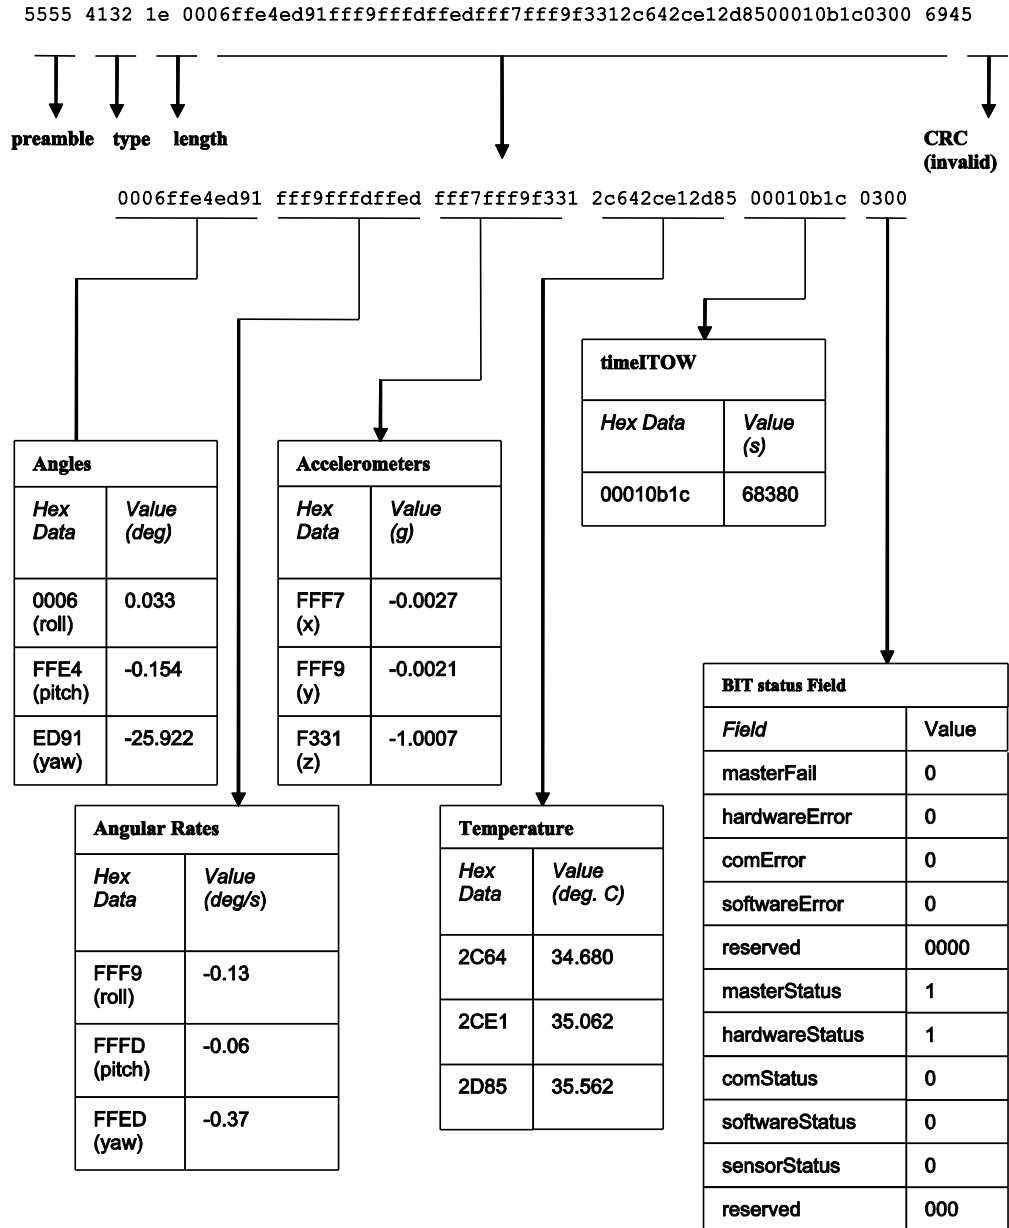 5555 4132 1e 0006ffe4ed91fff9fffdffedfff7fff9f3312c642ce12d8500010b1c0300 6945
preamble type length
CRC
(invalid)
0006ffe4ed91 fff9fffdffed fff7fff9f331 2c642ce12d85 00010b1c 0300
timeITOW
Hex Data Value
(s)
00010b1c 68380
Angles
Hex Value
Data (deg)
0006 0.033
(roll)
FFE4 -0.154
(pitch)
ED91 -25.922
(yaw)
Accelerometers
Hex Value
Data (g)
FFF7 -0.0027
(x)
FFF9 -0.0021
(y)
F331 -1.0007
(z)
Angular Rates
Hex Value
Data (deg/s)
FFF9 -0.13
(roll)
FFFD -0.06
(pitch)
FFED -0.37
(yaw)
Temperature
Hex Value
Data (deg. C)
2C64 34.680
2CE1 35.062
2D85 35.562
BIT status Field
Field Value
masterFail 0
hardwareError 0
comError 0
softwareError 0
reserved 0000
masterStatus 1
hardwareStatus 1
comStatus 0
softwareStatus 0
sensorStatus 0
reserved 000